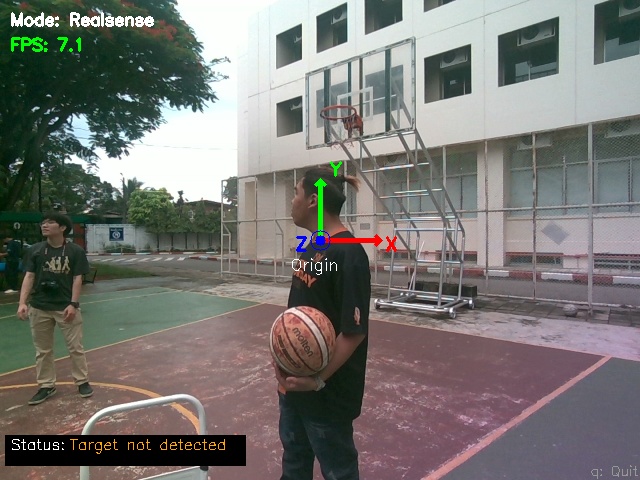 Mode: Realsense
FPS: 7.1
Y
Z
X
Origin
molten
Status: Target not detected
q: Quit